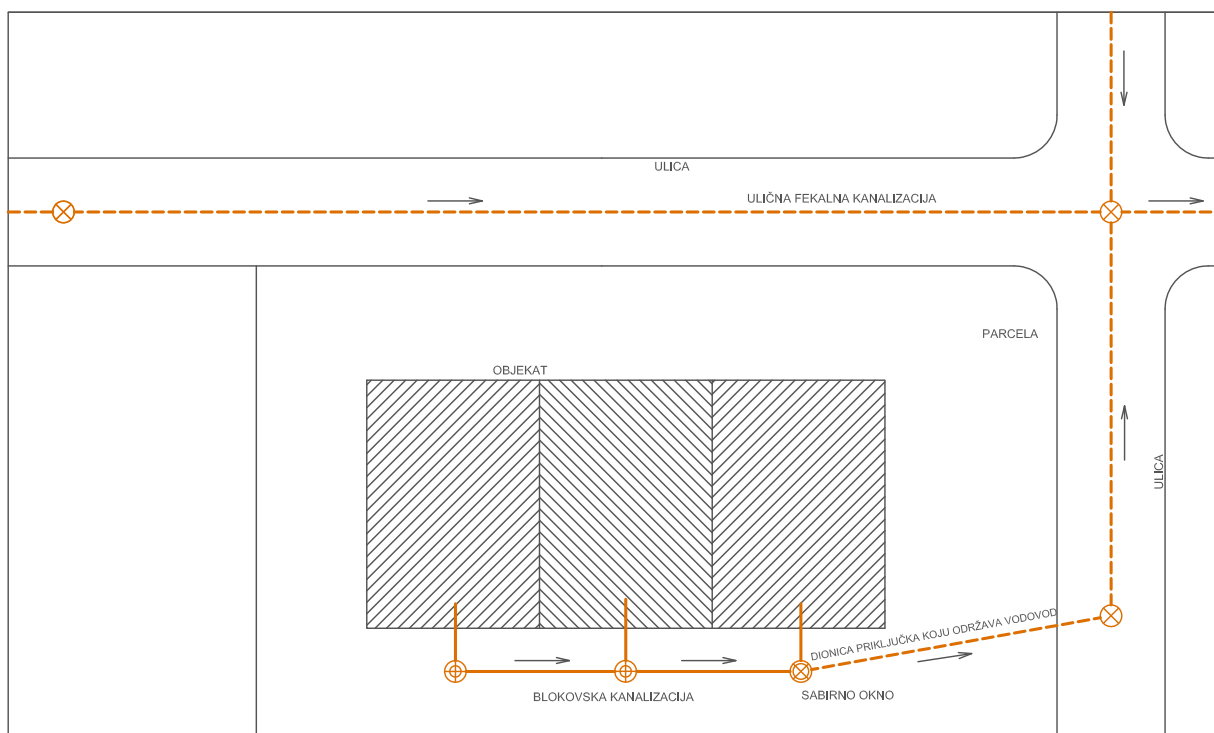 ULICA
ULIČNA FEKALNA KANALIZACIJA
PARCELA
OBJEKAT
ULICA
DIONICA PRIKLJUČKA KOJU ODRŽAVA VODOVOD
BLOKOVSKA KANALIZACIJA
SABIRNO OKNO